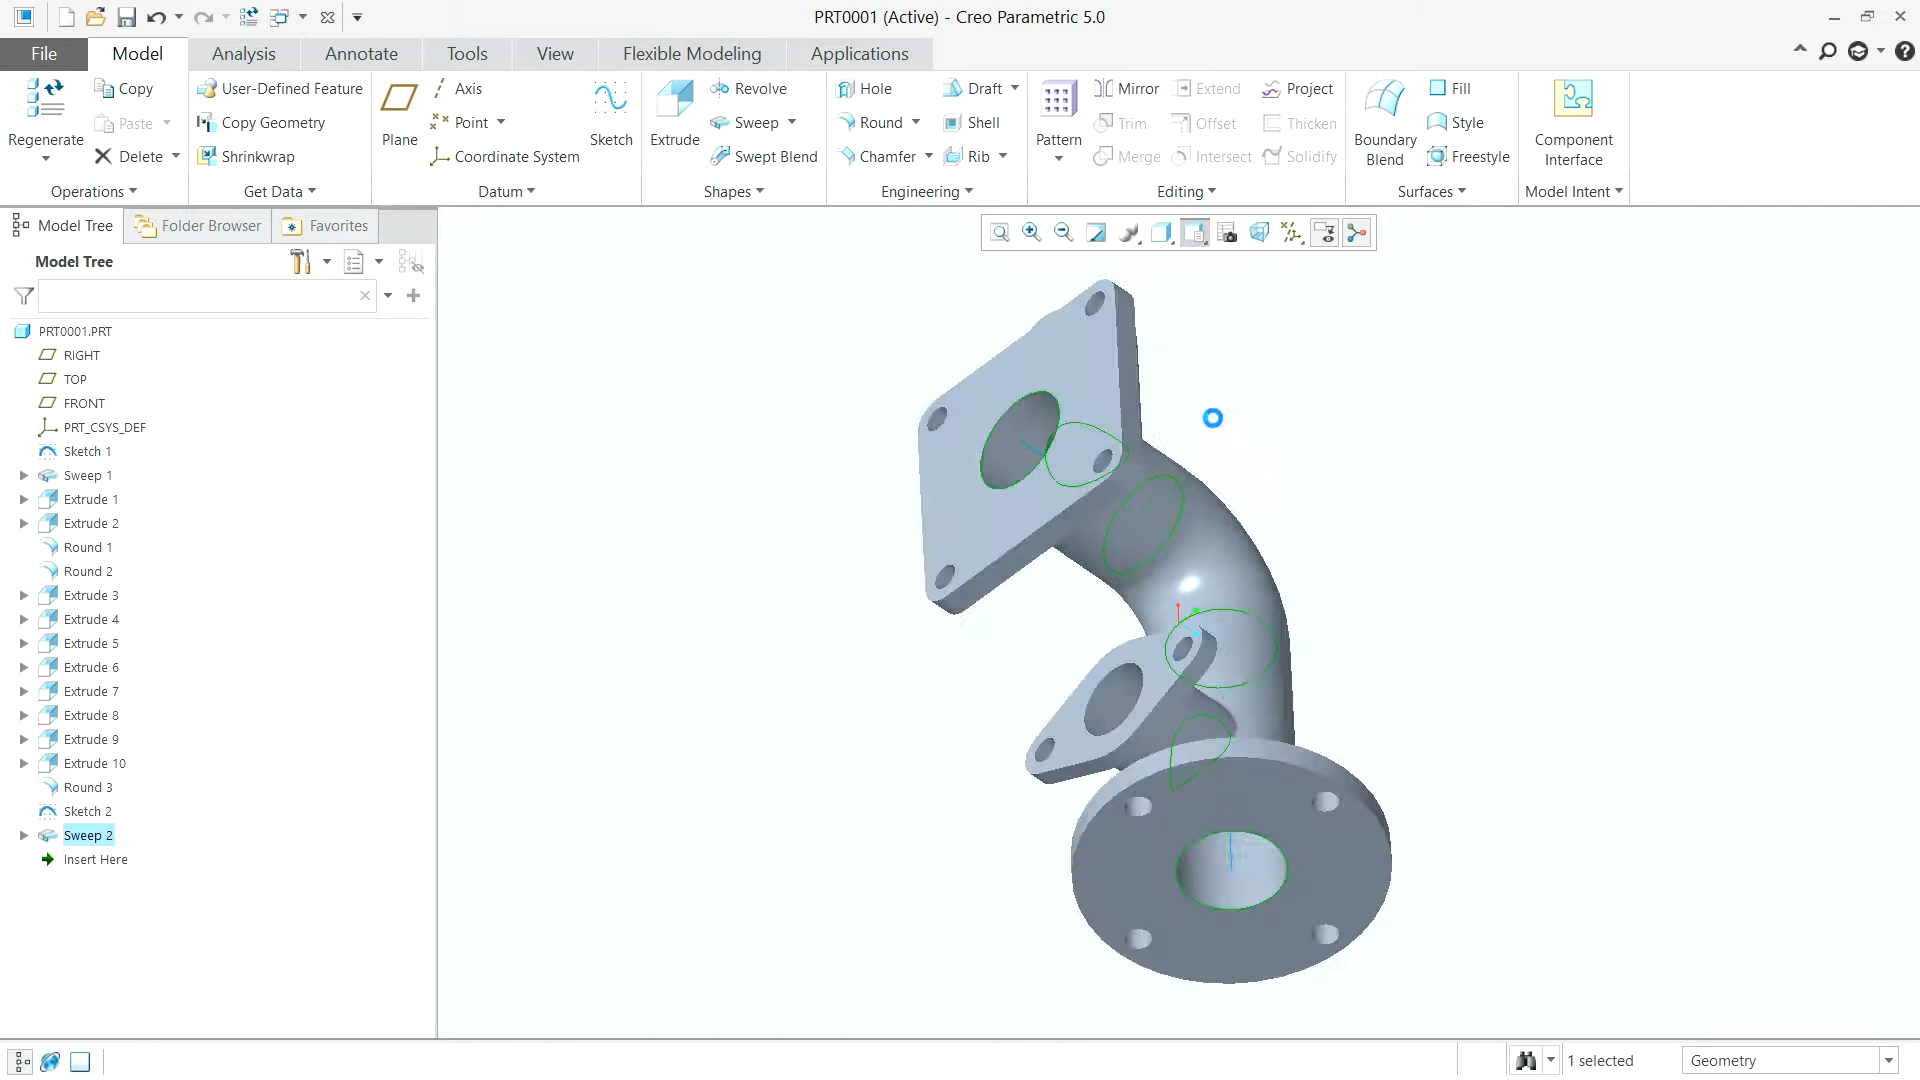 PRT0001 (Active) - Creo Parametric 5.0
File Model Analysis Annotate Tools View Flexible Modeling Applications
Regenerate
Copy
Paste
Delete
Operations
User-Defined Feature
Copy Geometry
Shrinkwrap
Get Data
Plane
Axis
Point
Coordinate System
Sketch
Datum
Extrude
Revolve
Sweep
Swept Blend
Shapes
Hole
Round
Chamfer
Draft
Shell
Rib
Engineering
Pattern
Mirror
Trim
Merge
Extend
Offset
Intersect
Project
Thicken
Solidify
Editing
Boundary
Blend
Fill
Style
Freestyle
Surfaces
Component
Interface
Model Intent
Model Tree Folder Browser Favorites
Model Tree
PRT0001.PRT
RIGHT
TOP
FRONT
PRT_CSYS_DEF
Sketch 1
Sweep 1
Extrude 1
Extrude 2
Round 1
Round 2
Extrude 3
Extrude 4
Extrude 5
Extrude 6
Extrude 7
Extrude 8
Extrude 9
Extrude 10
Round 3
Sketch 2
Sweep 2
Insert Here
1 selected
Geometry